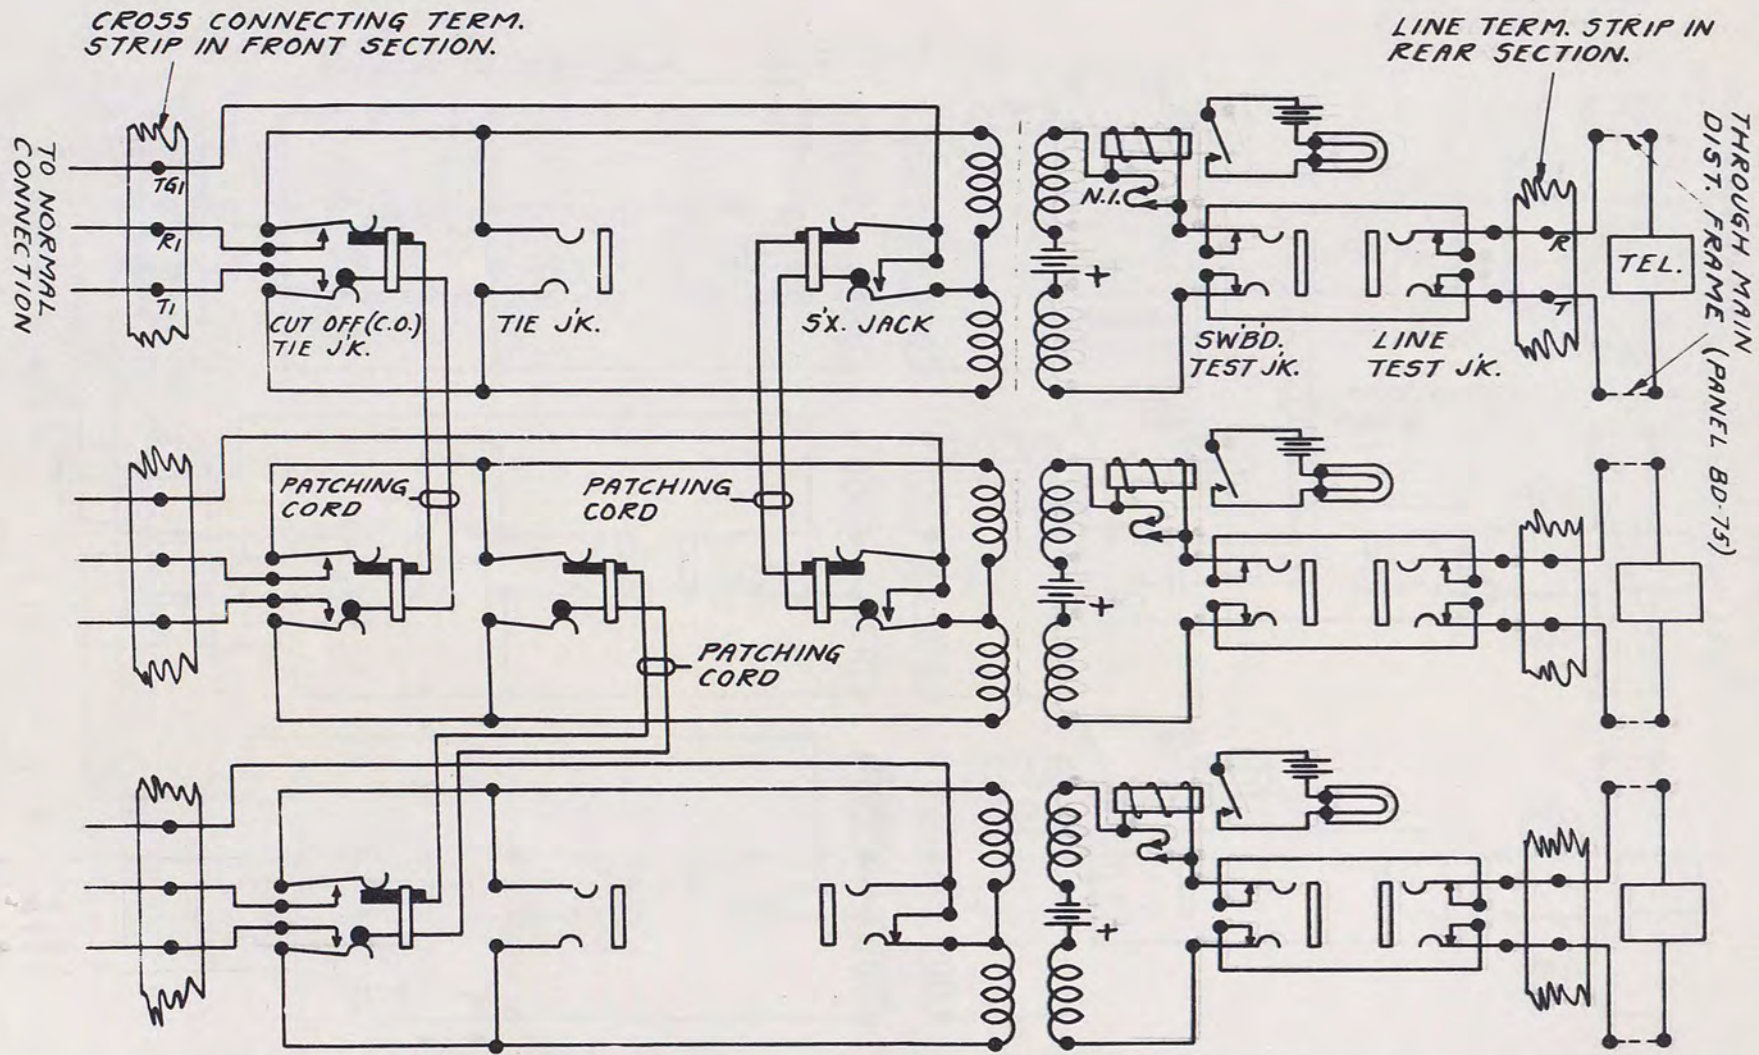 CROSS CONNECTING TERM.
STRIP IN FRONT SECTION.
LINE TERM. STRIP IN
REAR SECTION.
THROUGH MAIN
DIST. FRAME (PANEL BD-75)
TO NORMAL
CONNECTION
TG1
R1
T1
CUT OFF (C.O.)
TIE J'K.
TIE J'K.
S'X. JACK
N.I.
+
SW'B'D.
TEST J'K.
LINE
TEST J'K.
R
T
TEL.
PATCHING
CORD
PATCHING
CORD
+
PATCHING
CORD
+